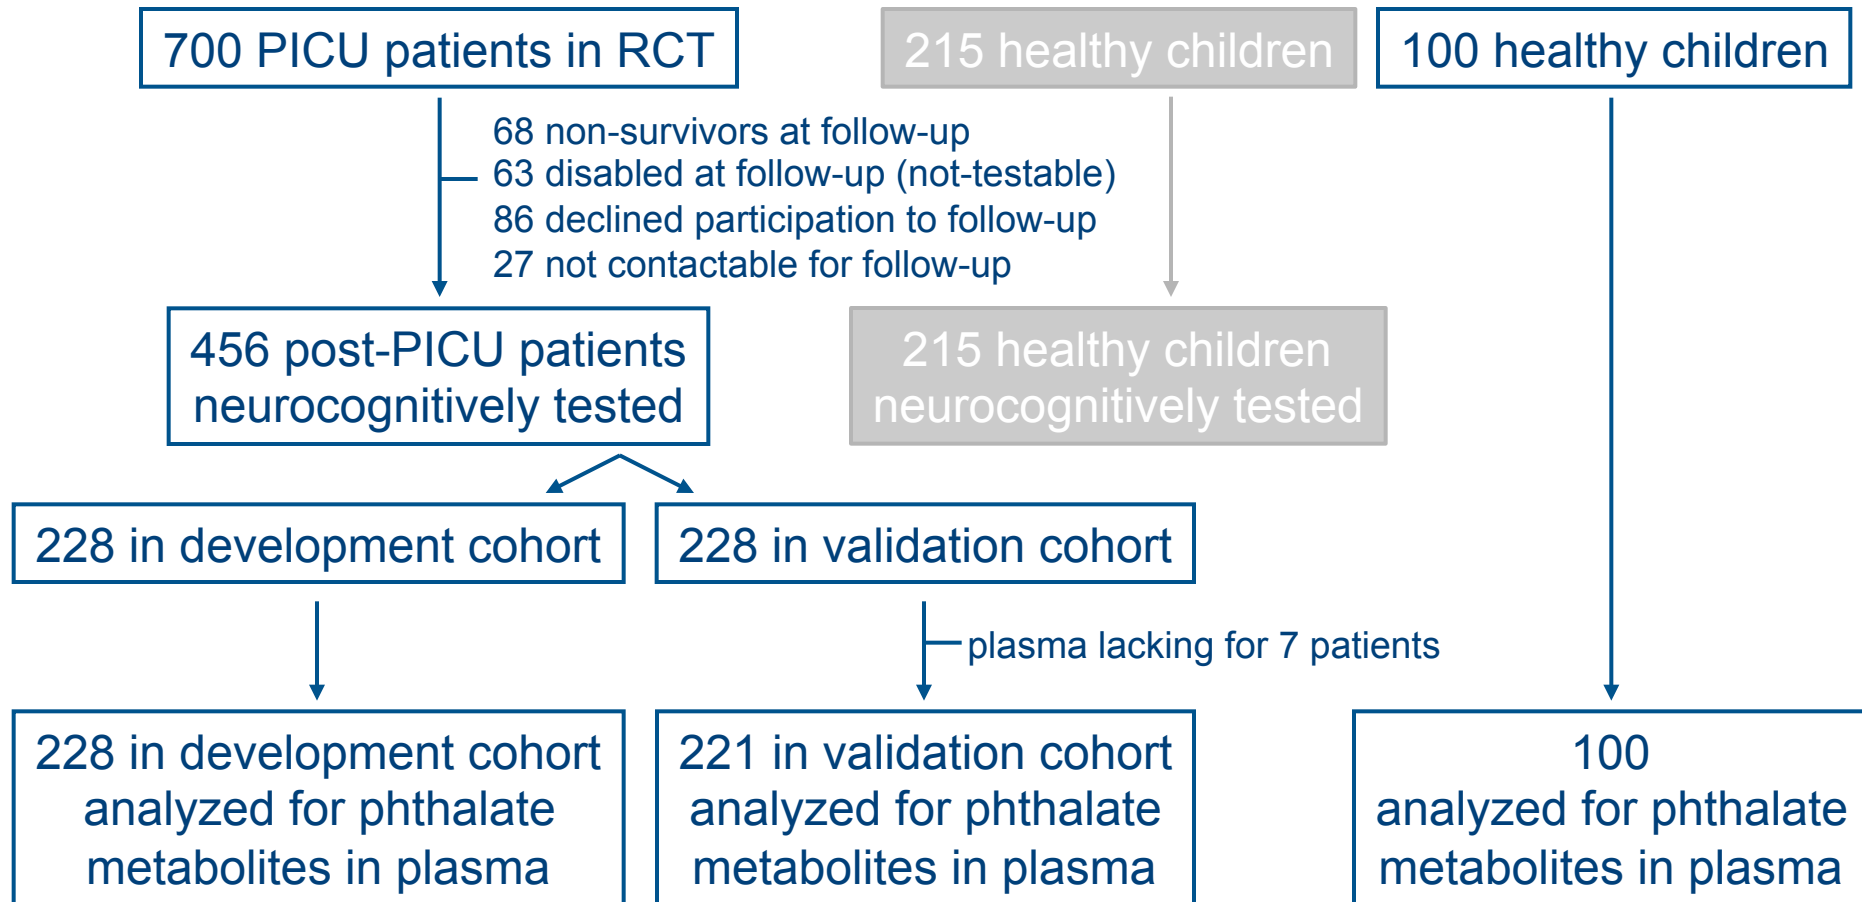 700 PICU patients in RCT
215 healthy children
100 healthy children
68 non-survivors at follow-up
63 disabled at follow-up (not-testable)
86 declined participation to follow-up
27 not contactable for follow-up
456 post-PICU patients
neurocognitively tested
215 healthy children
neurocognitively tested
228 in development cohort
228 in validation cohort
plasma lacking for 7 patients
228 in development cohort
analyzed for phthalate
metabolites in plasma
221 in validation cohort
analyzed for phthalate
metabolites in plasma
100
analyzed for phthalate
metabolites in plasma